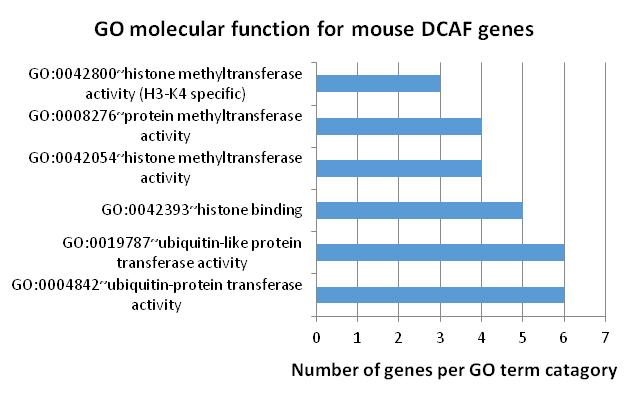 GO molecular function for mouse DCAF genes
GO:0042800~histone methyltransferase
activity (H3-K4 specific)
GO:0008276~protein methyltransferase
activity
GO:0042054~histone methyltransferase
activity
GO:0042393~histone binding
GO:0019787~ubiquitin-like protein
transferase activity
GO:0004842~ubiquitin-protein transferase
activity
0 1 2 3 4 5 6 7
Number of genes per GO term catagory